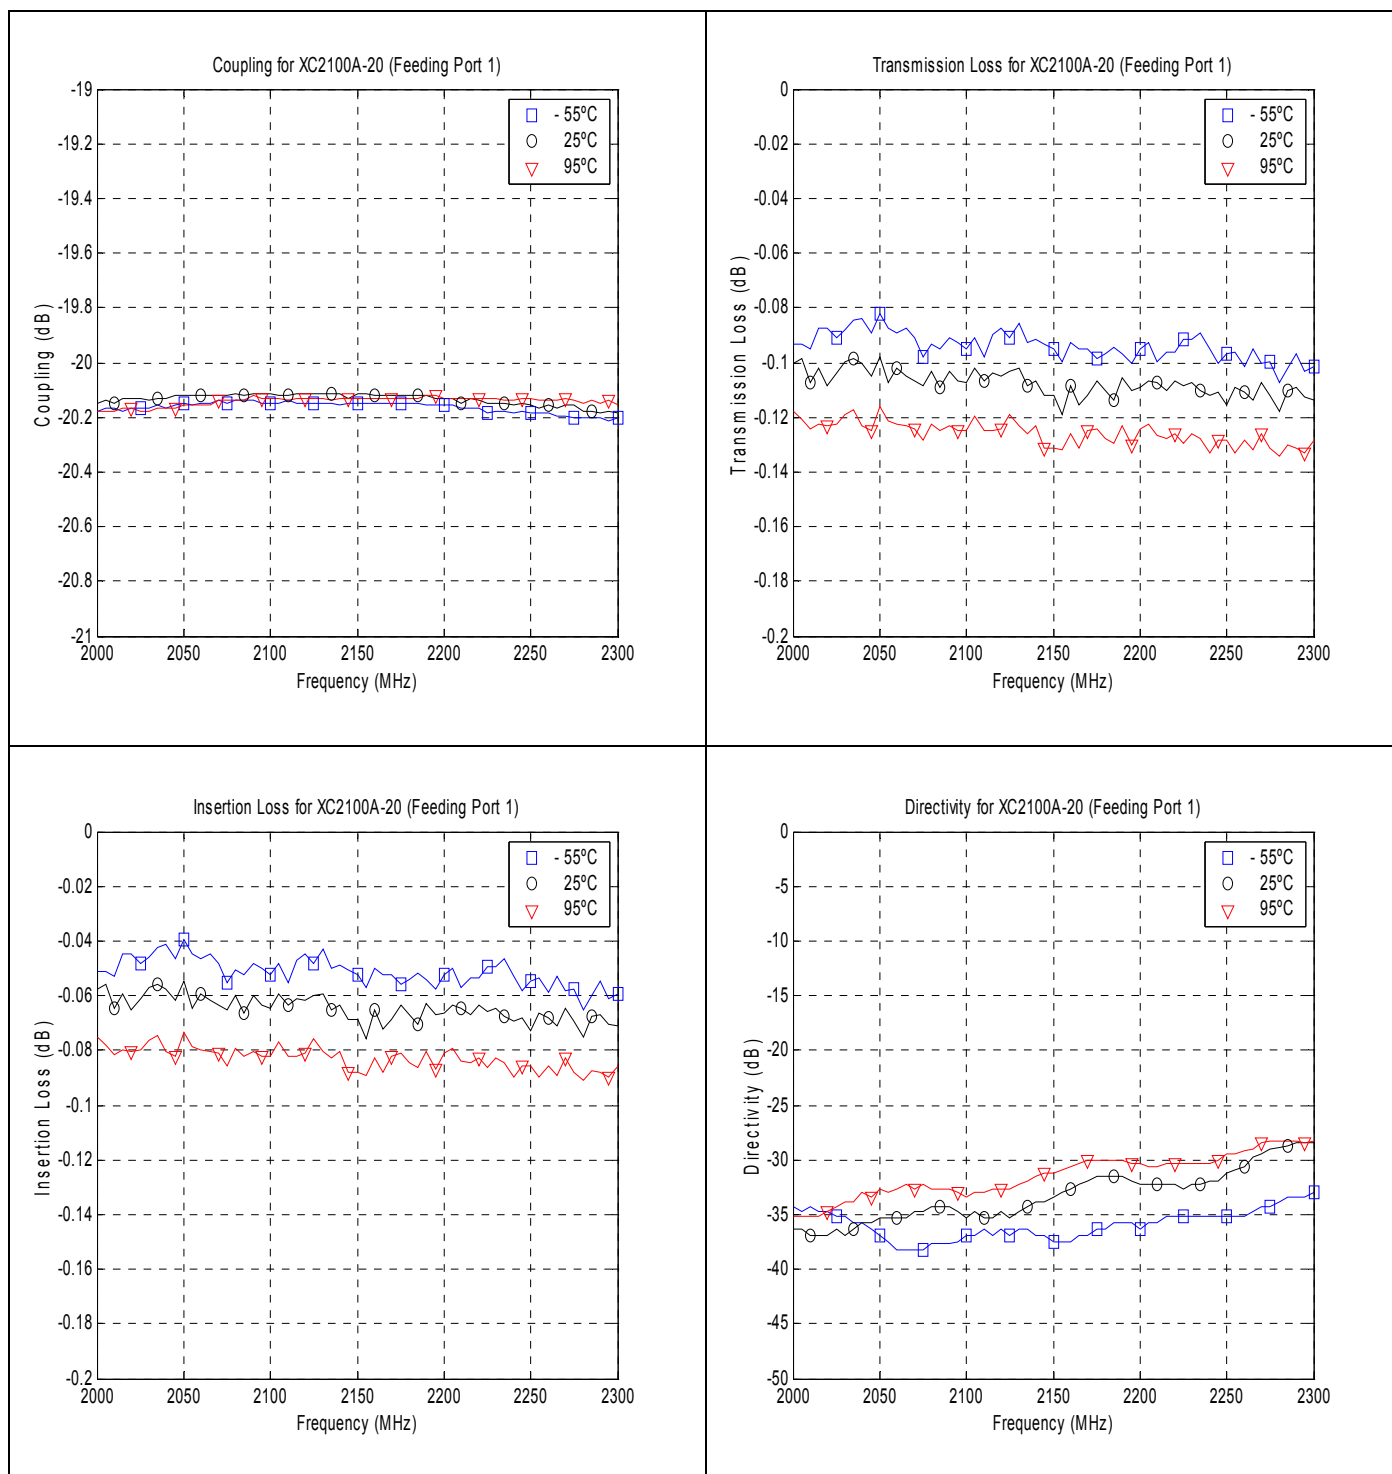 Coupling for XC2100A-20 (Feeding Port 1)
-19
-19.2
-19.4
-19.6
-19.8
-20
-20.2
-20.4
-20.6
-20.8
-21
Coupling (dB)
- 55ºC
25ºC
95ºC
2000 2050 2100 2150 2200 2250 2300
Frequency (MHz)
Transmission Loss for XC2100A-20 (Feeding Port 1)
0
-0.02
-0.04
-0.06
-0.08
-0.1
-0.12
-0.14
-0.16
-0.18
-0.2
Transmission Loss (dB)
- 55ºC
25ºC
95ºC
2000 2050 2100 2150 2200 2250 2300
Frequency (MHz)
Insertion Loss for XC2100A-20 (Feeding Port 1)
0
-0.02
-0.04
-0.06
-0.08
-0.1
-0.12
-0.14
-0.16
-0.18
-0.2
Insertion Loss (dB)
- 55ºC
25ºC
95ºC
2000 2050 2100 2150 2200 2250 2300
Frequency (MHz)
Directivity for XC2100A-20 (Feeding Port 1)
0
-5
-10
-15
-20
-25
-30
-35
-40
-45
-50
Directivity (dB)
- 55ºC
25ºC
95ºC
2000 2050 2100 2150 2200 2250 2300
Frequency (MHz)